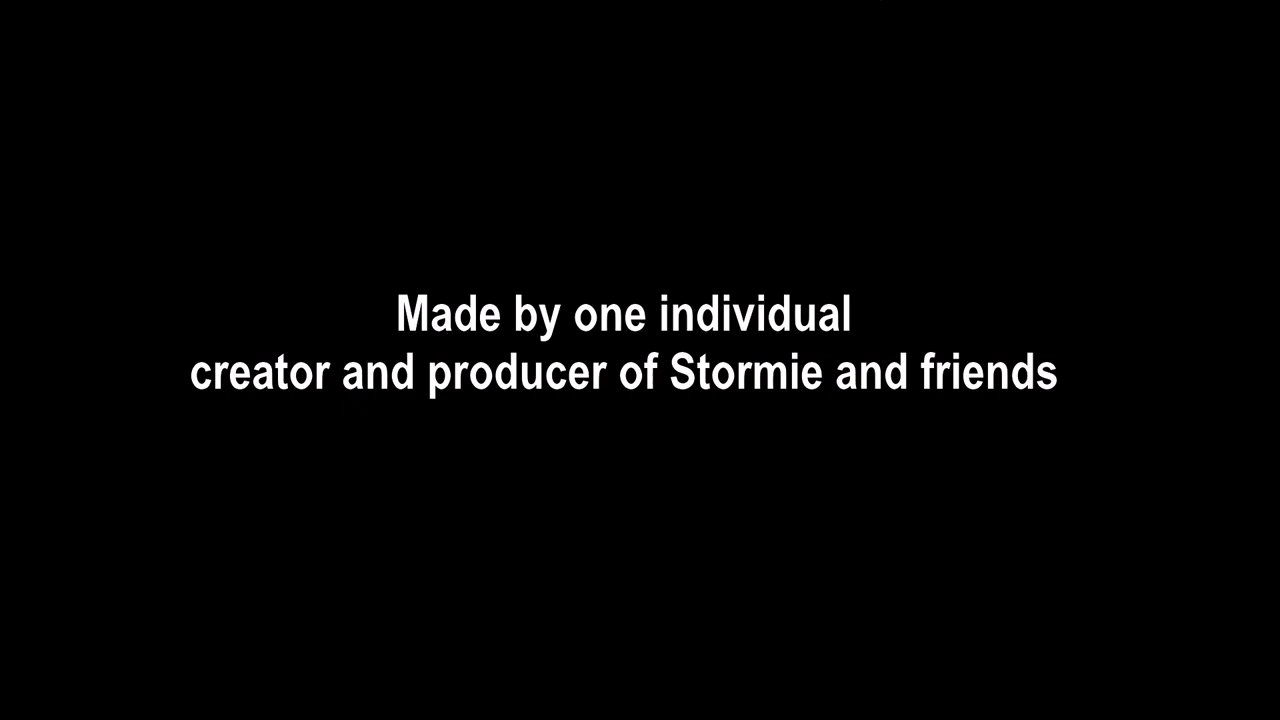 Made by one individual
creator and producer of Stormie and friends